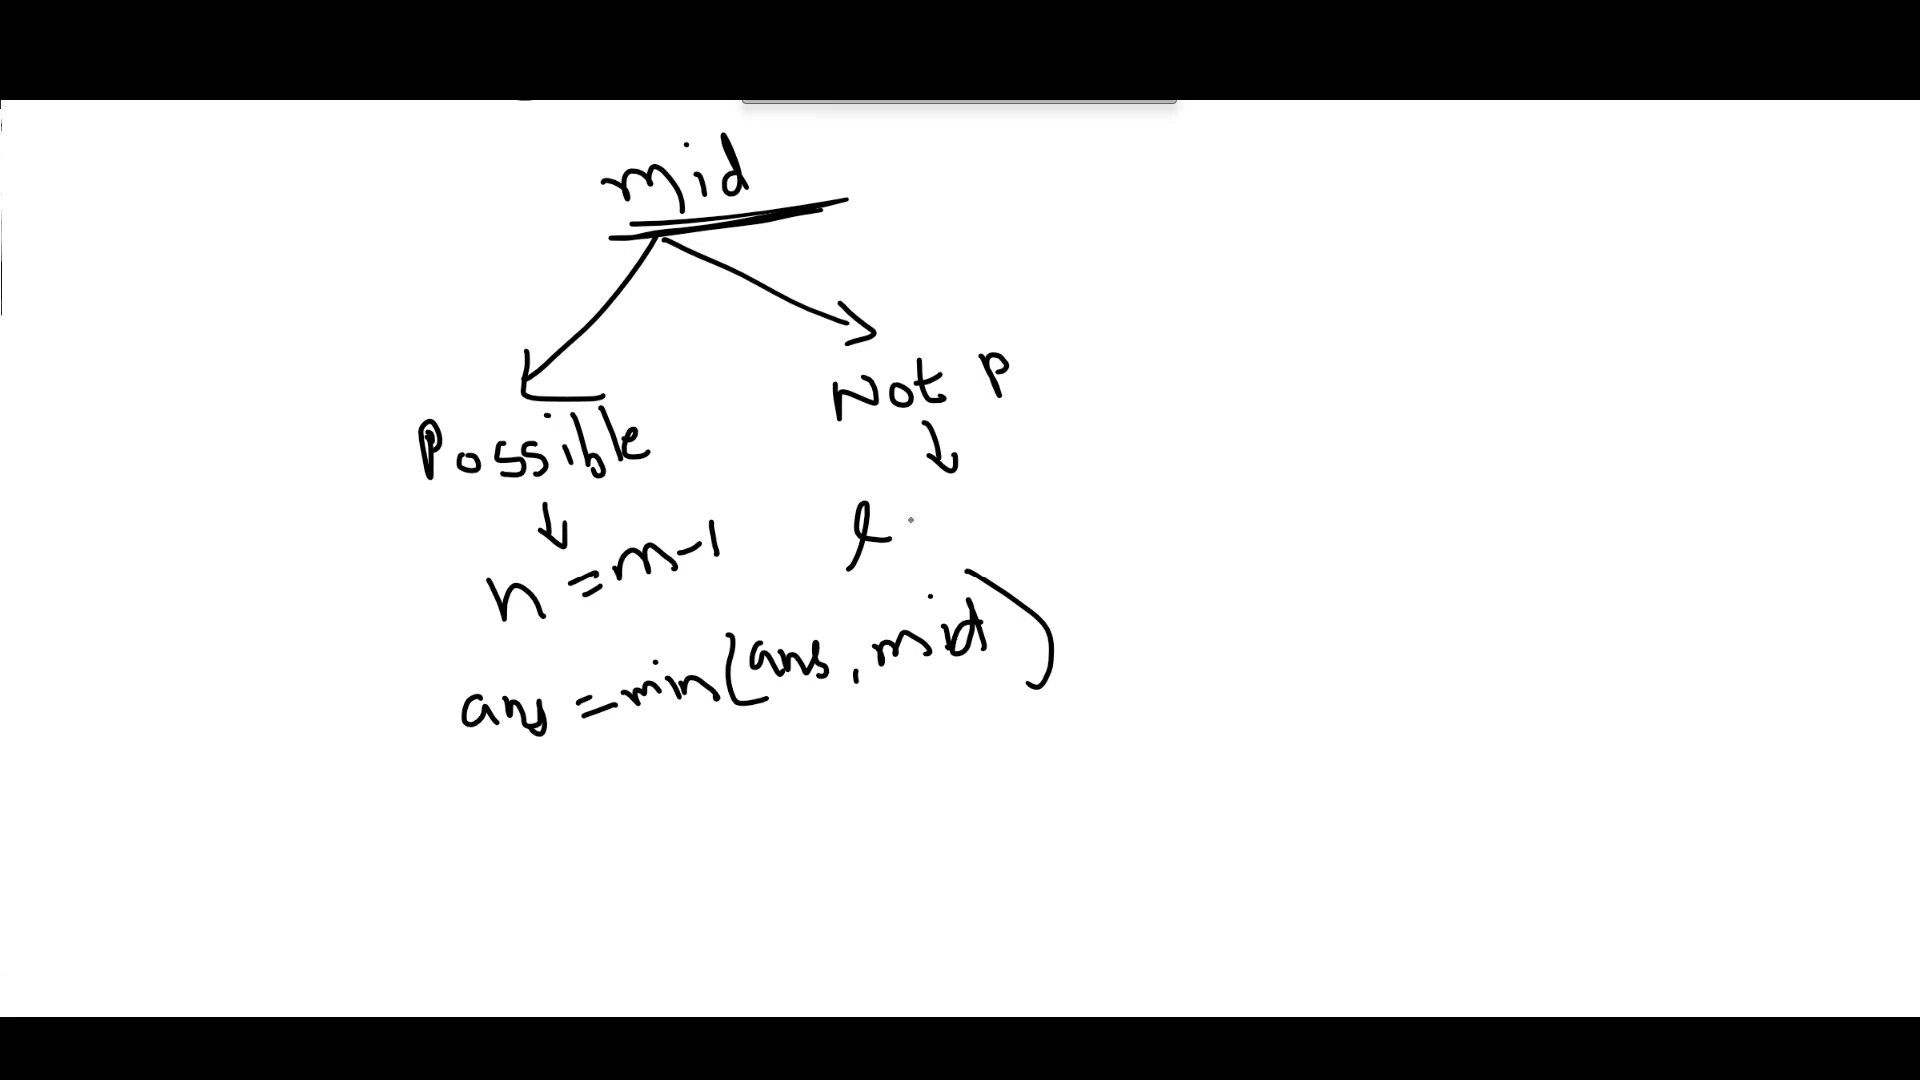 mid
Possible
Not P
h = m-1
l
ans = min(ans, mid)